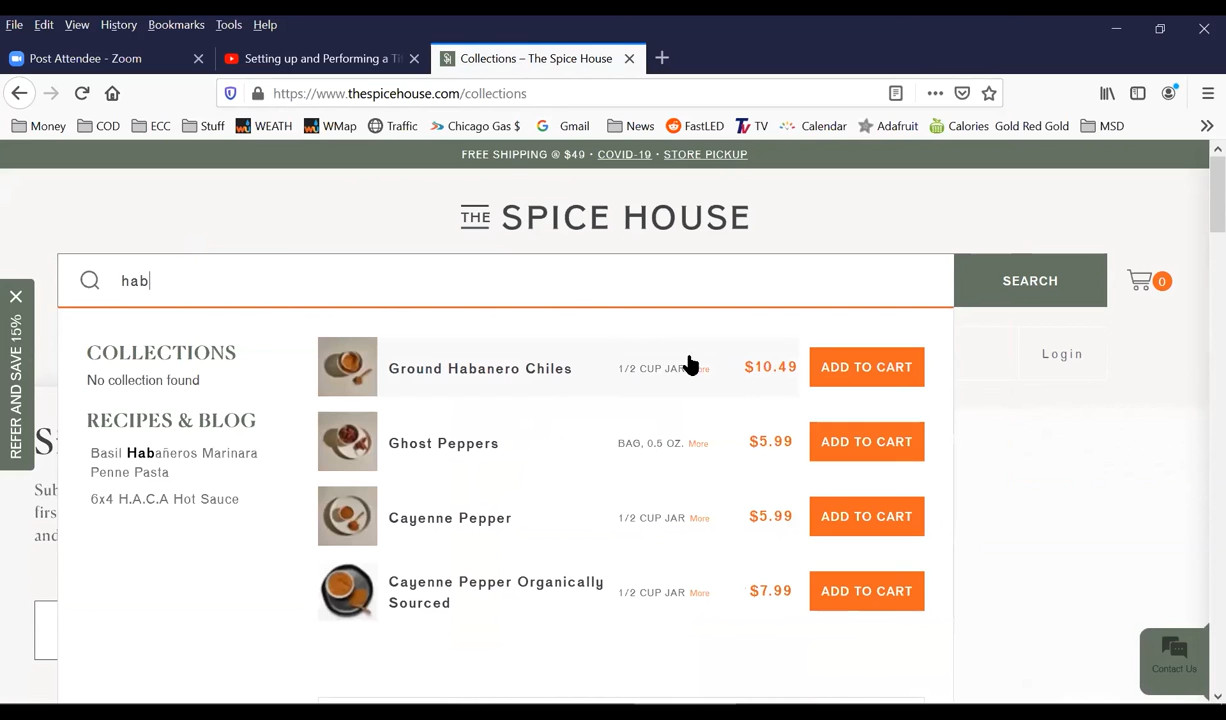 File Edit View History Bookmarks Tools Help
Post Attendee - Zoom Setting up and Performing a Ti Collections – The Spice House
https://www.thespicehouse.com/collections
Money COD ECC Stuff WEATH WMap Traffic Chicago Gas $ Gmail News FastLED TV Calendar Adafruit Calories Gold Red Gold MSD
FREE SHIPPING @ $49 • COVID-19 • STORE PICKUP
THE SPICE HOUSE
hab
SEARCH
0
REFER AND SAVE 15%
Login
COLLECTIONS
No collection found
RECIPES & BLOG
Basil Habañeros Marinara
Penne Pasta
6x4 H.A.C.A Hot Sauce
Ground Habanero Chiles 1/2 CUP JAR $10.49 ADD TO CART
Ghost Peppers BAG, 0.5 OZ. More $5.99 ADD TO CART
Cayenne Pepper 1/2 CUP JAR More $5.99 ADD TO CART
Cayenne Pepper Organically
Sourced 1/2 CUP JAR More $7.99 ADD TO CART
Sub
firs
and
Contact Us